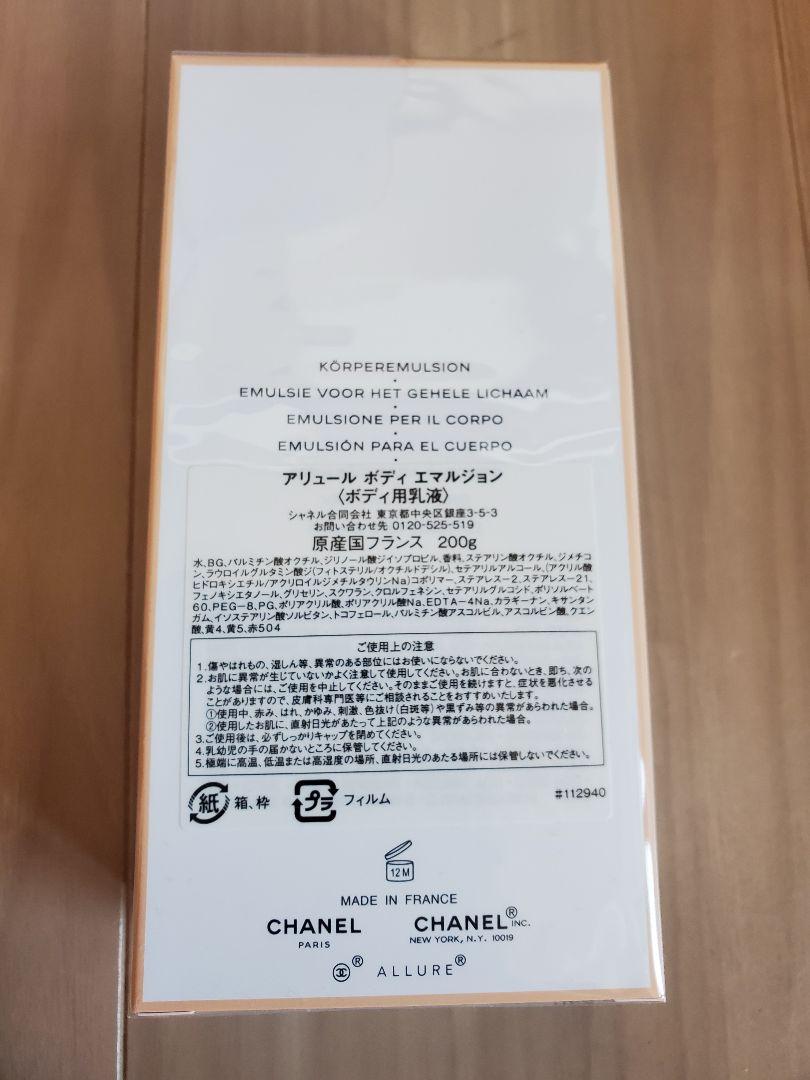 KÖRPEREMULSION
EMULSIE VOOR HET GEHELE LICHAAM
EMULSIONE PER IL CORPO
EMULSIÓN PARA EL CUERPO
アリュール ボディ エマルジョン
〈ボディ用乳液〉
シャネル合同会社 東京都中央区銀座3-5-3
お問い合わせ先 0120-525-519
原産国フランス 200g
水、BG、パルミチン酸オクチル、ジリノール酸ジイソプロピル、香料、ステアリン酸オクチル、ジメチコ
ン、ラウロイルグルタミン酸ジ(フィトステリル/オクチルドデシル)、セテアリルアルコール、(アクリル酸
ヒドロキシエチル/アクリロイルジメチルタウリンNa)コポリマー、ステアレス-2、ステアレス-21、
フェノキシエタノール、グリセリン、スクワラン、クロルフェネシン、セテアリルグルコシド、ポリソルベート
60、PEG-8、PG、ポリアクリル酸、ポリアクリル酸Na、EDTA-4Na、カラギーナン、キサンタン
ガム、イソステアリン酸ソルビタン、トコフェロール、パルミチン酸アスコルビル、アスコルビン酸、クエン
酸、黄4、黄5、赤504
ご使用上の注意
1.傷やはれもの、湿しん等、異常のある部位にはお使いにならないでください。
2.お肌に異常が生じていないかよく注意して使用してください。お肌に合わないとき、即ち、次の
ような場合には、ご使用を中止してください。そのままご使用を続けますと、症状を悪化させる
ことがありますので、皮膚科専門医等にご相談されることをおすすめいたします。
①使用中、赤み、はれ、かゆみ、刺激、色抜け(白斑等)や黒ずみ等の異常があらわれた場合。
②使用したお肌に、直射日光があたって上記のような異常があらわれた場合。
3.ご使用後は、必ずしっかりキャップを閉めてください。
4.乳幼児の手の届かないところに保管してください。
5.極端に高温、低温または高湿度の場所、直射日光のあたる場所には保管しないでください。
紙 箱、枠 プラ フィルム #112940
12M
MADE IN FRANCE
CHANEL CHANEL® INC.
PARIS NEW YORK, N.Y. 10019
® ALLURE®